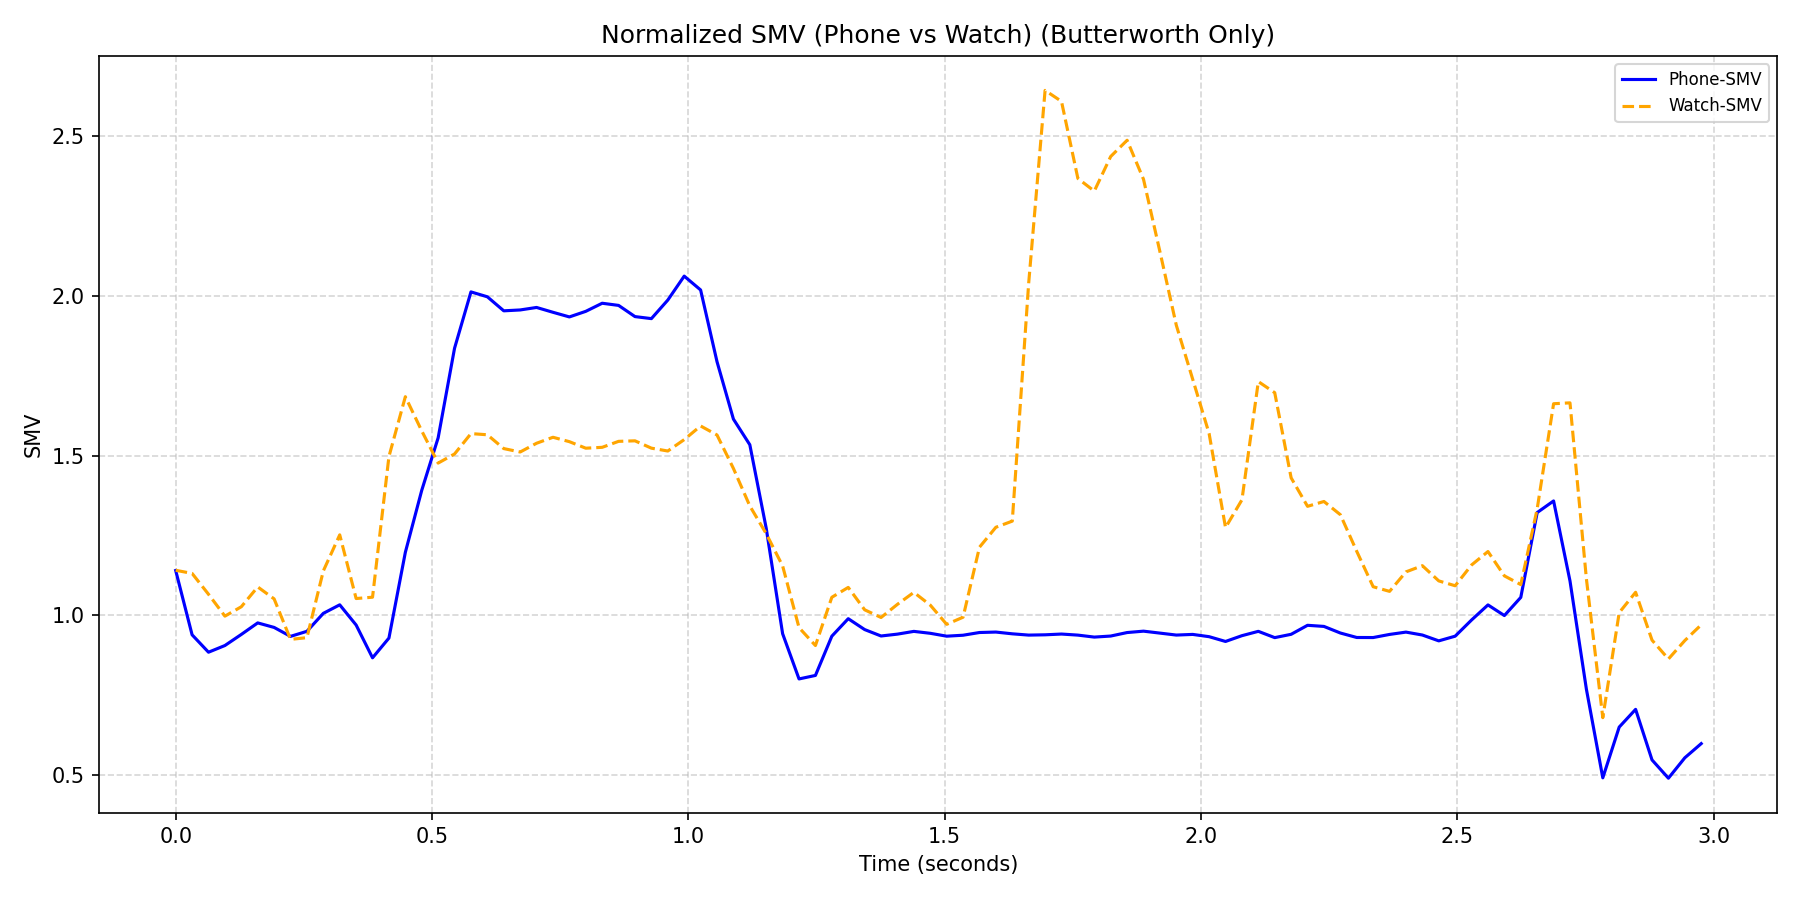 Normalized SMV (Phone vs Watch) (Butterworth Only)
Phone-SMV
Watch-SMV
SMV
2.5
2.0
1.5
1.0
0.5
0.0 0.5 1.0 1.5 2.0 2.5 3.0
Time (seconds)